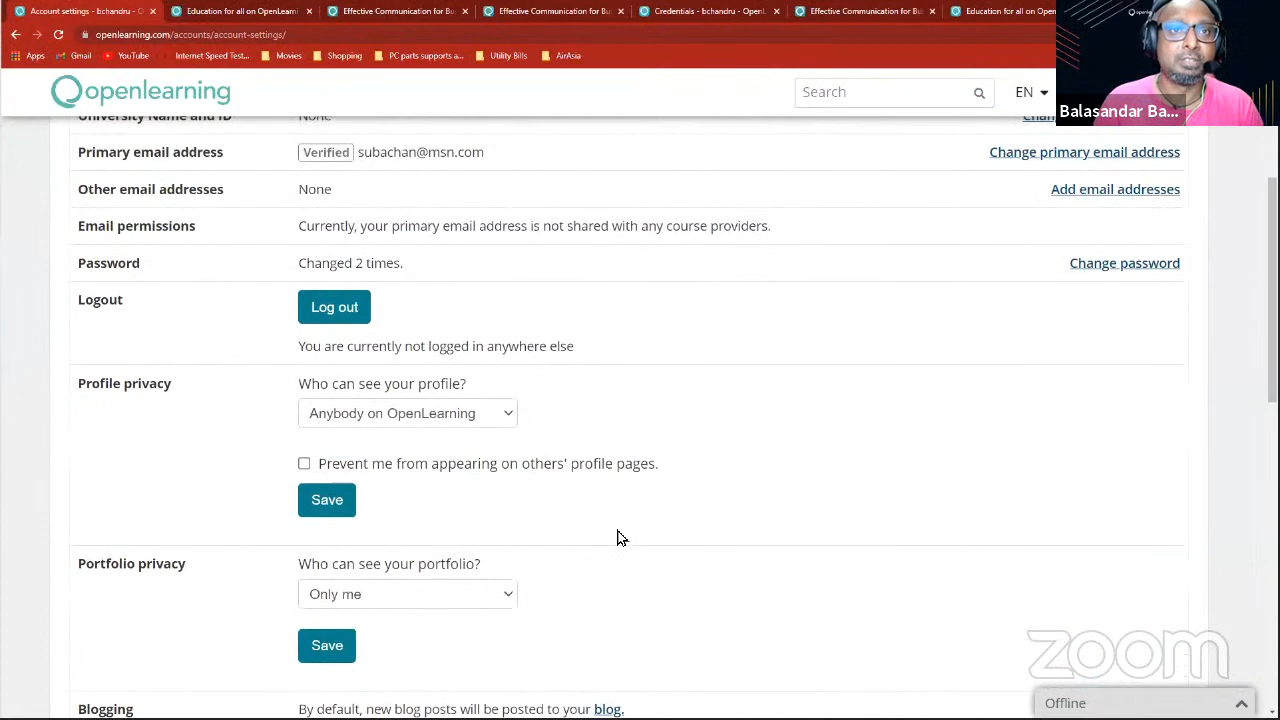 Account settings - bchandru - Op
Education for all on OpenLearni
Effective Communication for Bu
Effective Communication for Bu
Credentials - bchandru - OpenL
Effective Communication for Bu
Education for all on Ope
openlearning.com/accounts/account-settings/
Apps
Gmail
YouTube
Internet Speed Test...
Movies
Shopping
PC parts supports a...
Utility Bills
AirAsia
openlearning
Search
EN
Balasandar Ba...
University Name and ID
None
Primary email address
Verified subachan@msn.com
Change primary email address
Other email addresses
None
Add email addresses
Email permissions
Currently, your primary email address is not shared with any course providers.
Password
Changed 2 times.
Change password
Logout
Log out
You are currently not logged in anywhere else
Profile privacy
Who can see your profile?
Anybody on OpenLearning
Prevent me from appearing on others' profile pages.
Save
Portfolio privacy
Who can see your portfolio?
Only me
Save
zoom
Offline
Blogging
By default, new blog posts will be posted to your blog.